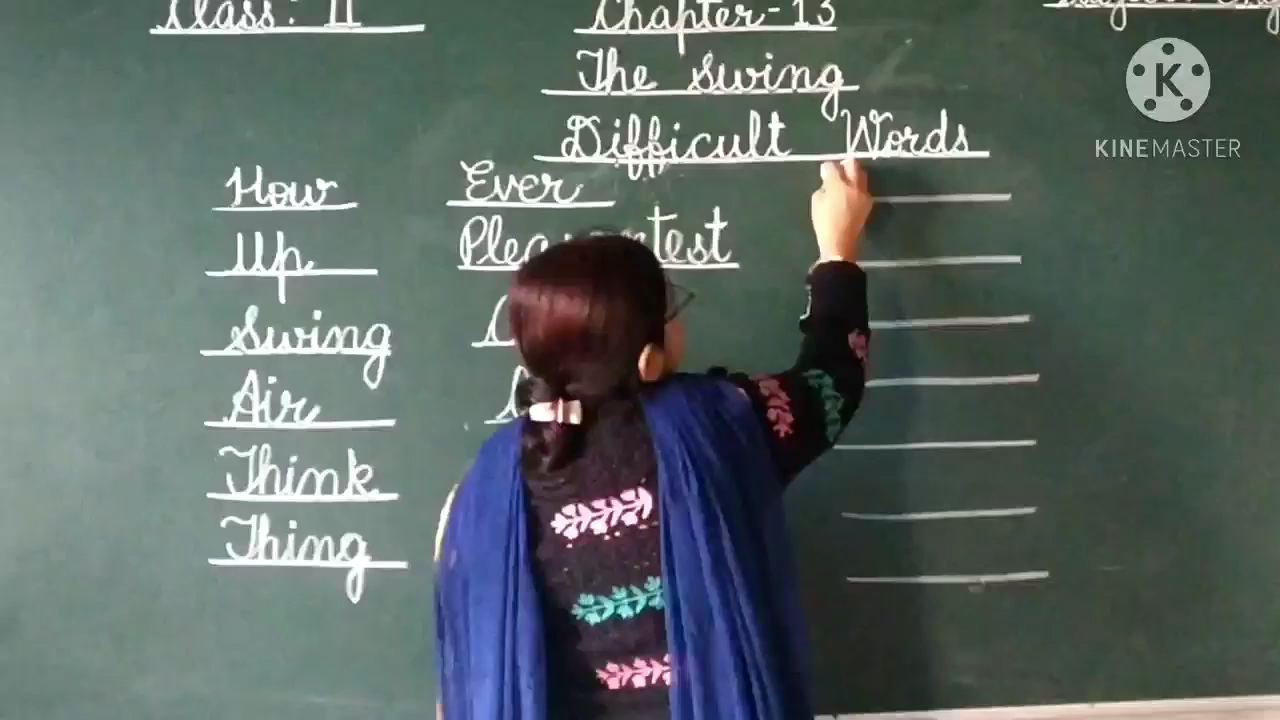 Class: II
Chapter-13
The Swing
Difficult Words
How Ever
Up
Swing
Air
Think
Thing
KINEMASTER